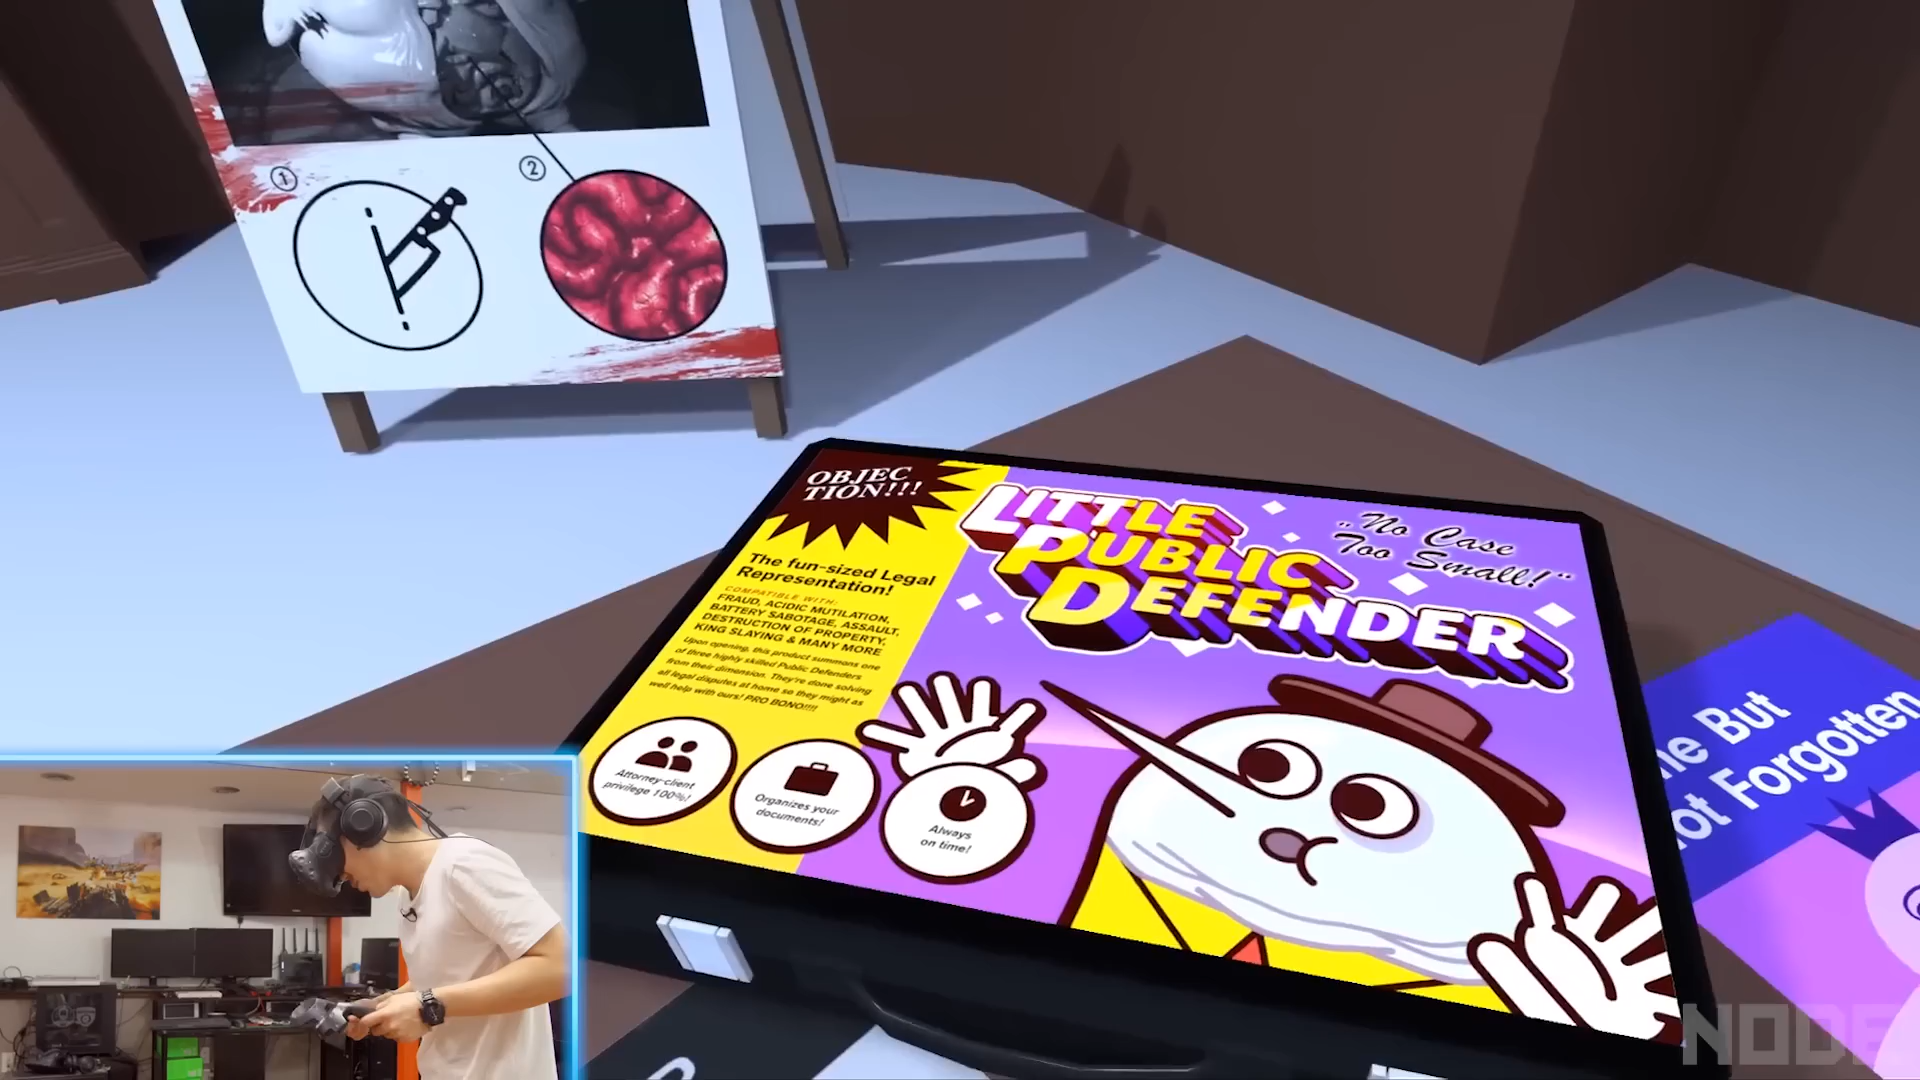 ①
②
OBJEC
TION!!!
The fun-sized Legal
Representation!
COMPATIBLE WITH:
FRAUD, ACIDIC MUTILATION,
BATTERY SABOTAGE, ASSAULT,
DESTRUCTION OF PROPERTY,
KING SLAYING & MANY MORE
Upon opening, this product summons one
of three highly skilled Public Defenders
from their dimension. They're done solving
all legal disputes at home so they might as
well help with ours! PRO BONO!!!!
Attorney-client
privilege 100%!
Organizes your
documents!
Always
on time!
LITTLE
PUBLIC
DEFENDER
"No Case
Too Small!"
ne But
ot Forgotten
NODE